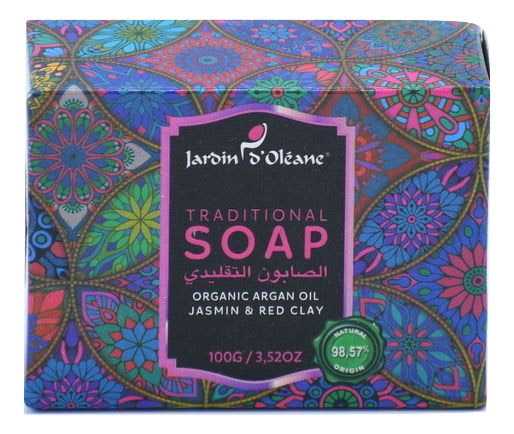 Jardin d'Oléane®
TRADITIONAL
SOAP
الصابون التقليدي
ORGANIC ARGAN OIL
JASMIN & RED CLAY
100G / 3,52OZ
NATURAL
98,57%
ORIGIN